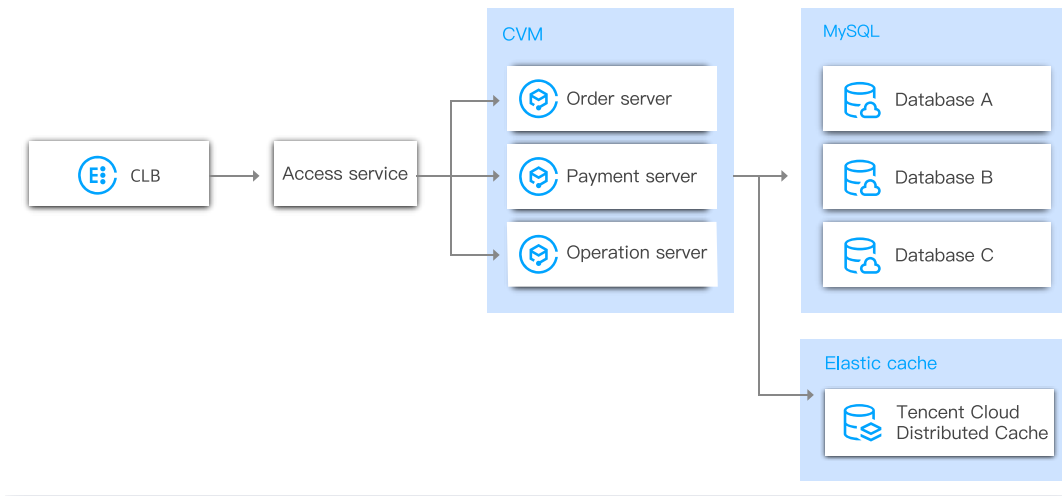 CLB
Access service
CVM
Order server
Payment server
Operation server
MySQL
Database A
Database B
Database C
Elastic cache
Tencent Cloud
Distributed Cache